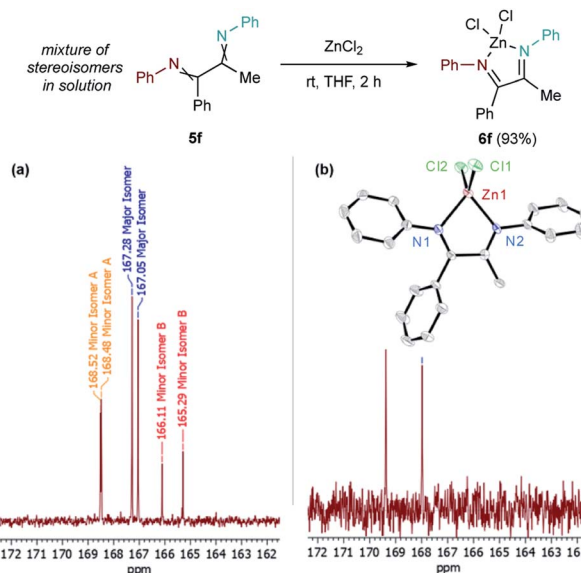 mixture of
stereoisomers
in solution
Ph
N
Ph
N
Me
Ph
5f
ZnCl2
rt, THF, 2 h
Cl
Cl
Zn
Ph
N
N
Ph
Me
Ph
6f (93%)
(a)
168.52 Minor Isomer A
168.48 Minor Isomer A
167.28 Major Isomer
167.05 Major Isomer
166.11 Minor Isomer B
165.29 Minor Isomer B
172 171 170 169 168 167 166 165 164 163 162
ppm
(b)
Cl2
Cl1
Zn1
N1
N2
172 171 170 169 168 167 166 165 164 163
ppm